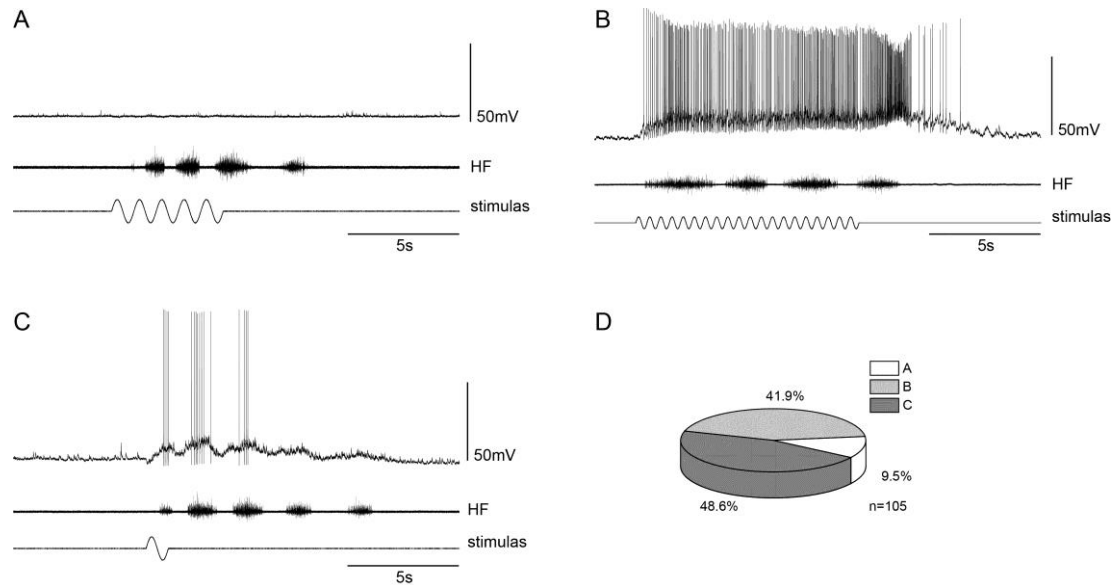 A
50mV
HF
stimulas
5s
B
50mV
HF
stimulas
5s
C
50mV
HF
stimulas
5s
D
A
B
C
41.9%
9.5%
48.6%
n=105